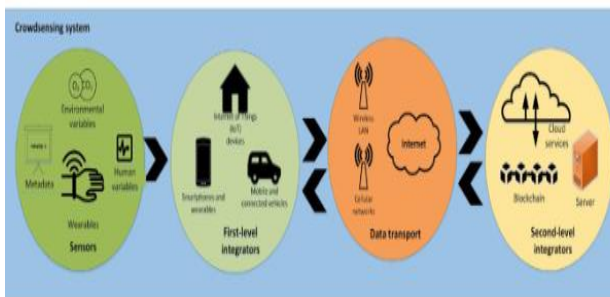 Crowdsensing system
Environmental
variables
Metadata
Human
variables
Wearables
Sensors
Internet of Things
(IoT)
devices
Smartphones and
wearables
Mobile and
connected vehicles
First-level
integrators
Wireless
LAN
Internet
Cellular
networks
Data transport
Cloud
services
Blockchain
Server
Second-level
integrators